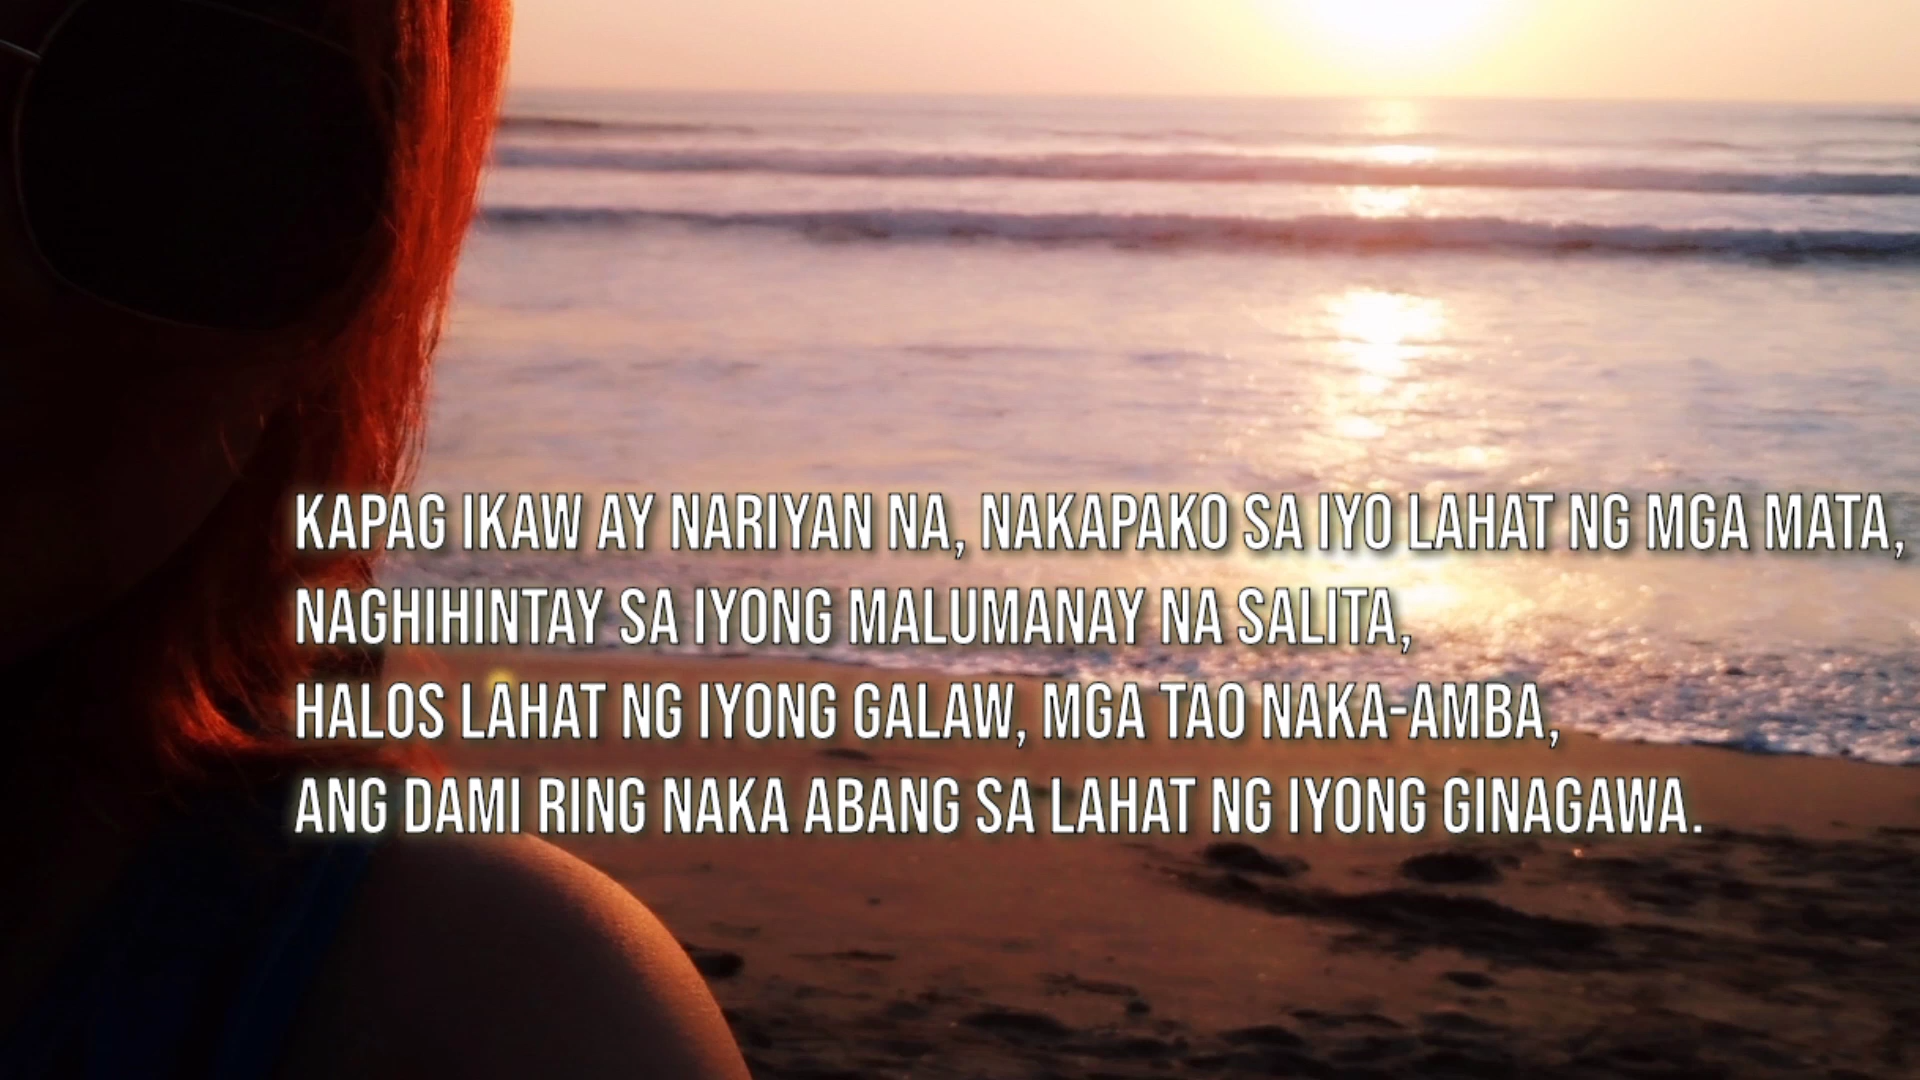 KAPAG IKAW AY NARIYAN NA, NAKAPAKO SA IYO LAHAT NG MGA MATA,
NAGHIHINTAY SA IYONG MALUMANAY NA SALITA,
HALOS LAHAT NG IYONG GALAW, MGA TAO NAKA-AMBA,
ANG DAMI RING NAKA ABANG SA LAHAT NG IYONG GINAGAWA.